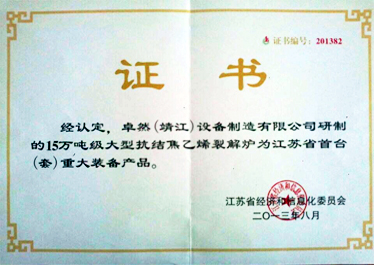 证书编号：201382
证 书
经认定，卓然（靖江）设备制造有限公司研制
的15万吨级大型抗结焦乙烯裂解炉为江苏省首台
（套）重大装备产品。
江苏省经济和信息化委员会
二〇一三年八月